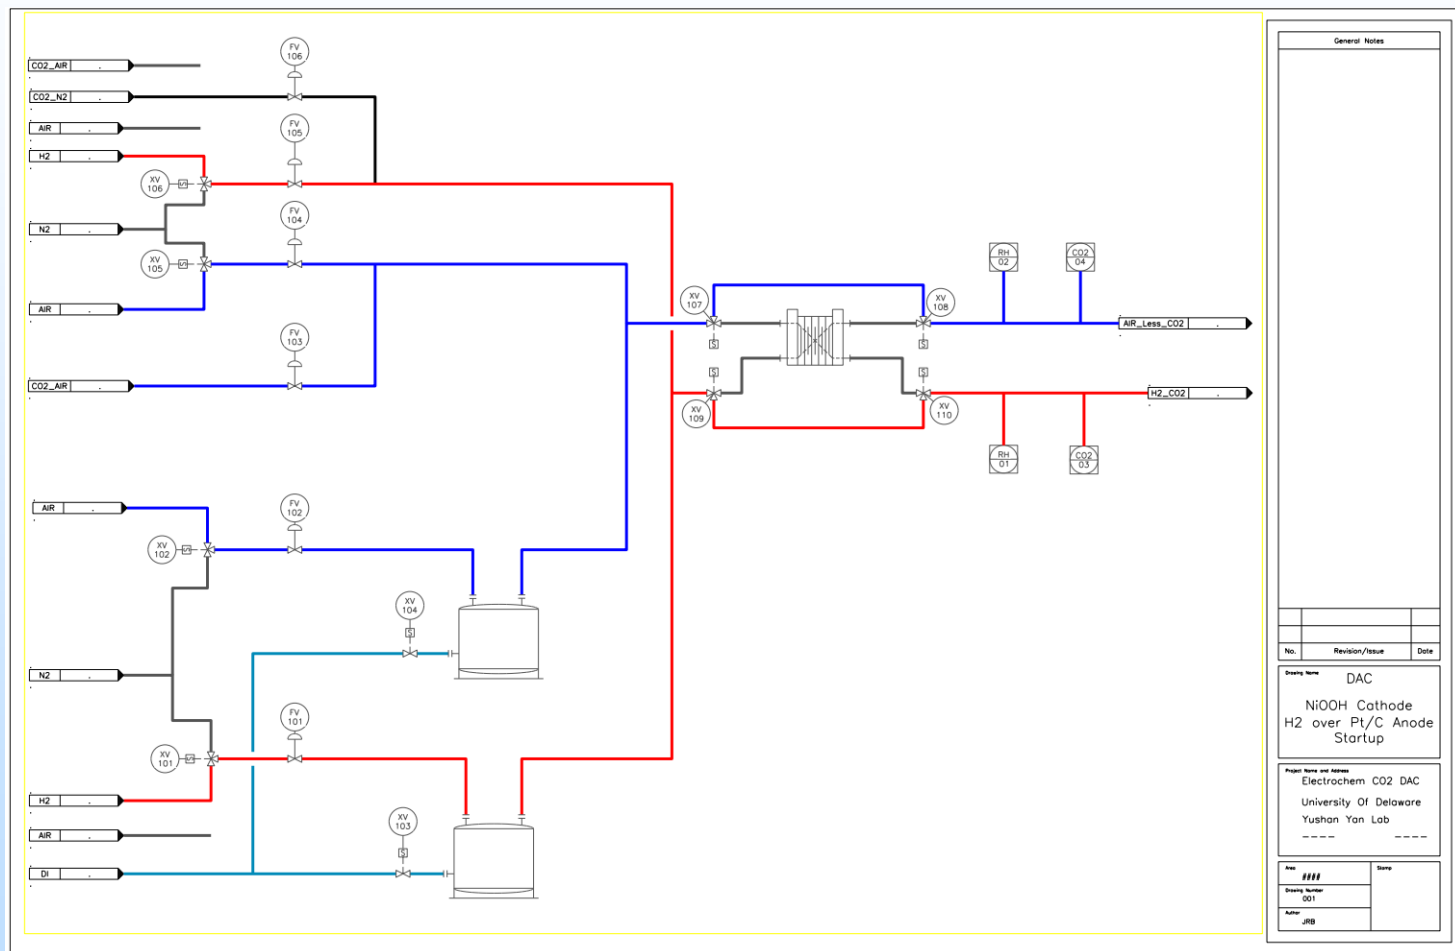 CO2_AIR .
CO2_N2 .
AIR .
H2 .
N2 .
AIR .
CO2_AIR .
AIR .
N2 .
H2 .
AIR .
DI .
FV
106
FV
105
XV
106
FV
104
XV
105
FV
103
FV
102
XV
102
XV
104
S
FV
101
XV
101
XV
103
S
XV
107
S
XV
108
S
S
XV
109
S
XV
110
RH
02
CO2
04
AIR_Less_CO2 .
H2_CO2 .
RH
01
CO2
03
General Notes
No. Revision/Issue Date
Drawing Name
DAC
NiOOH Cathode
H2 over Pt/C Anode
Startup
Project Name and Address
Electrochem CO2 DAC
University Of Delaware
Yushan Yan Lab
---- ----
Area
####
Stamp
Drawing Number
001
Author
JRB